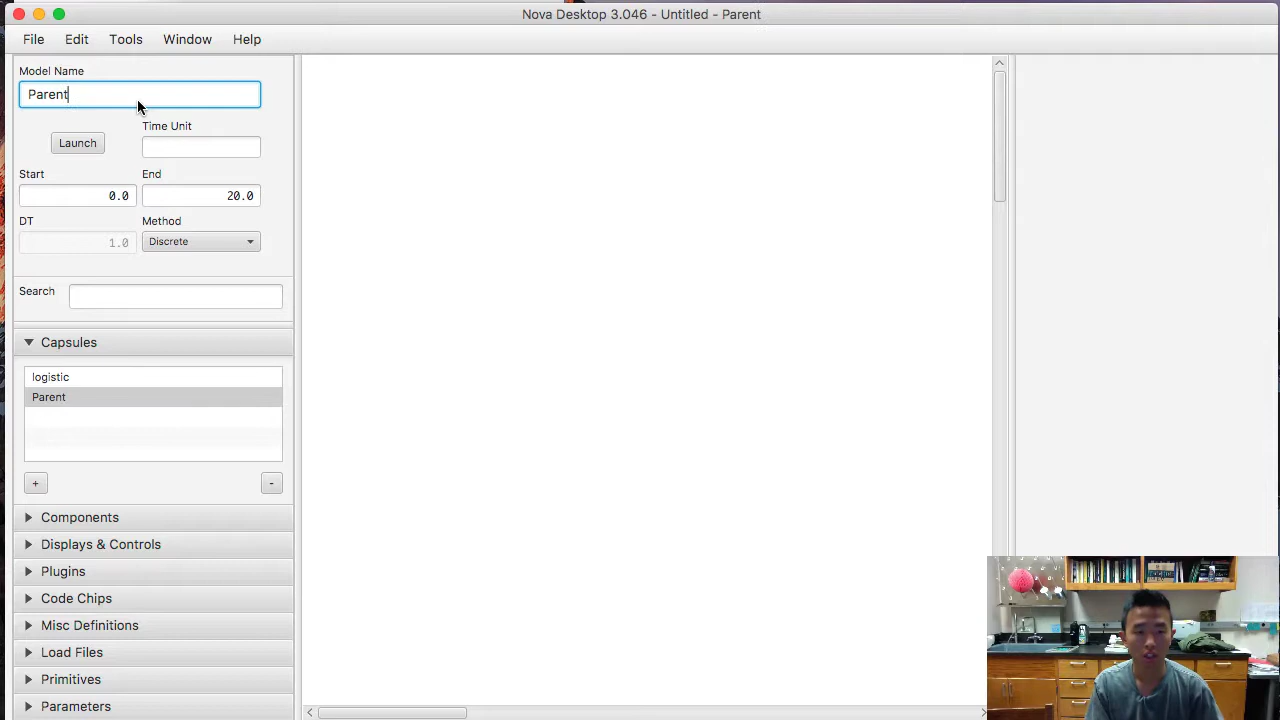 Nova Desktop 3.046 - Untitled - Parent
File Edit Tools Window Help
Model Name
Parent
Launch
Time Unit
Start End
0.0 20.0
DT Method
1.0 Discrete
Search
Capsules
logistic
Parent
+ -
Components
Displays & Controls
Plugins
Code Chips
Misc Definitions
Load Files
Primitives
Parameters